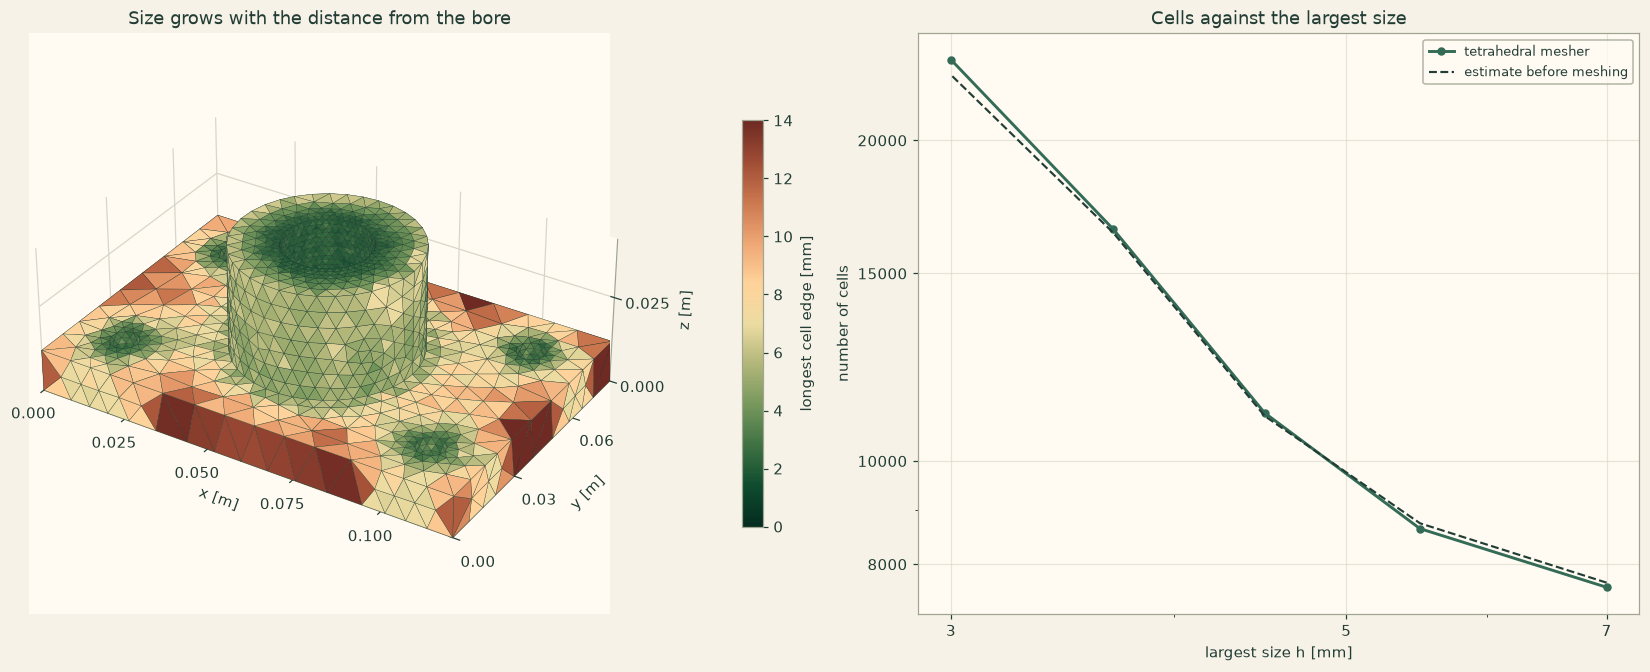 Size grows with the distance from the bore
0.000
0.025
0.050
0.075
0.100
x [m]
0.00
0.03
0.06
y [m]
0.000
0.025
z [m]
14
12
10
8
6
4
2
0
longest cell edge [mm]
Cells against the largest size
tetrahedral mesher
estimate before meshing
20000
15000
10000
8000
number of cells
3
5
7
largest size h [mm]